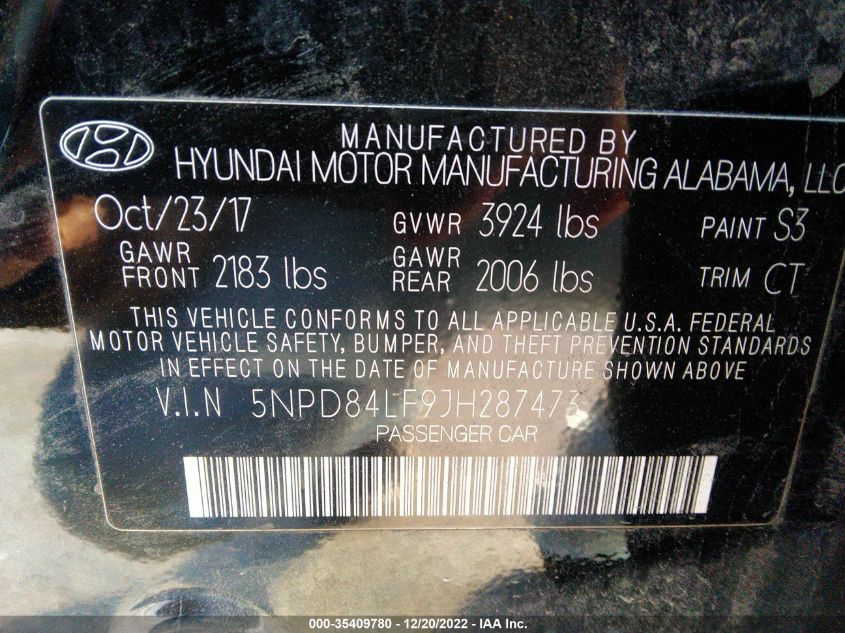 MANUFACTURED BY
HYUNDAI MOTOR MANUFACTURING ALABAMA, LLC
Oct/23/17 GVWR 3924 lbs PAINT S3
GAWR FRONT 2183 lbs GAWR REAR 2006 lbs TRIM CT
THIS VEHICLE CONFORMS TO ALL APPLICABLE U.S.A. FEDERAL
MOTOR VEHICLE SAFETY, BUMPER, AND THEFT PREVENTION STANDARDS
IN EFFECT ON THE DATE OF MANUFACTURE SHOWN ABOVE
V.I.N 5NPD84LF9JH287473
PASSENGER CAR
000-35409780 - 12/20/2022 - IAA Inc.